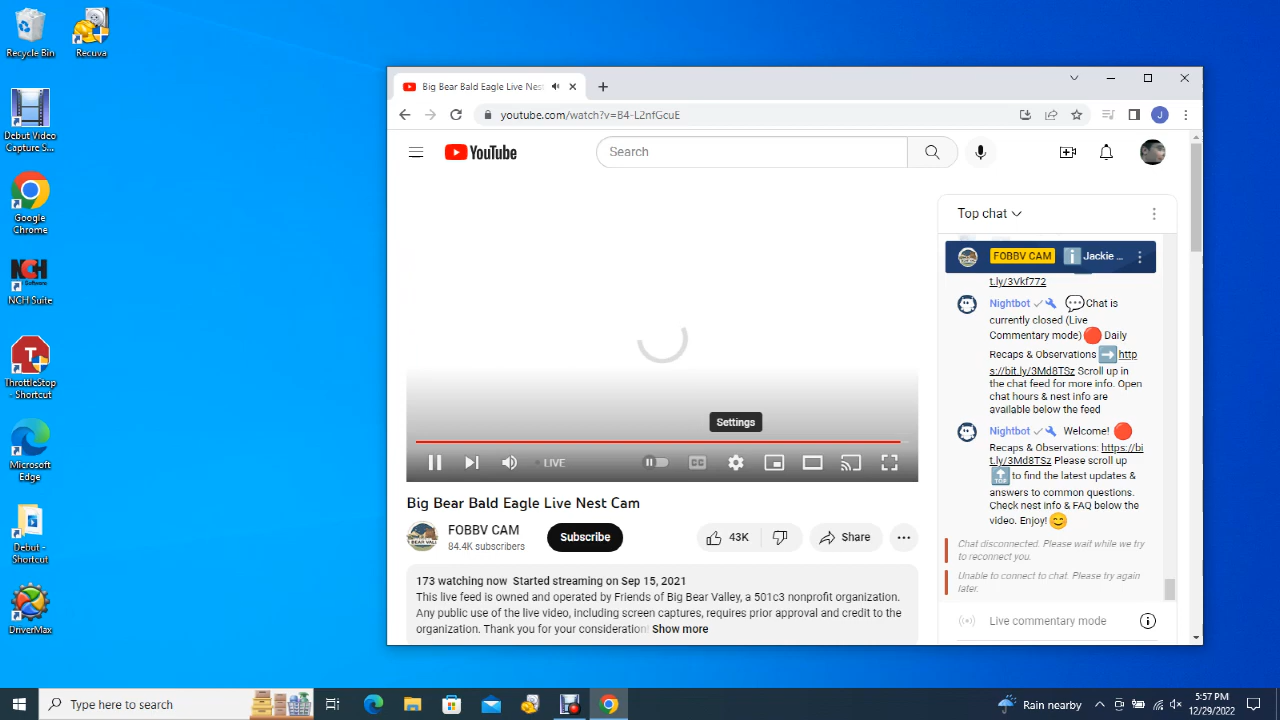 Recycle Bin
Recuva
Debut Video
Capture S...
Google
Chrome
NCH Suite
ThrottleStop
- Shortcut
Microsoft
Edge
Debut -
Shortcut
DriverMax
Big Bear Bald Eagle Live Nest
youtube.com/watch?v=B4-L2nfGcuE
J
YouTube
Search
Top chat
FOBBV CAM Jackie ...
t.ly/3Vkf772
Nightbot Chat is
currently closed (Live
Commentary mode) Daily
Recaps & Observations http
s://bit.ly/3Md8TSz Scroll up in
the chat feed for more info. Open
chat hours & nest info are
available below the feed
Nightbot Welcome!
Recaps & Observations: https://bi
t.ly/3Md8TSz Please scroll up
TOP to find the latest updates &
answers to common questions.
Check nest info & FAQ below the
video. Enjoy!
Chat disconnected. Please wait while we try
to reconnect you.
Unable to connect to chat. Please try again
later.
Live commentary mode
Settings
LIVE
CC
Big Bear Bald Eagle Live Nest Cam
FOBBV CAM
84.4K subscribers
Subscribe
43K
Share
173 watching now Started streaming on Sep 15, 2021
This live feed is owned and operated by Friends of Big Bear Valley, a 501c3 nonprofit organization.
Any public use of the live video, including screen captures, requires prior approval and credit to the
organization. Thank you for your consideration! Show more
Type here to search
Rain nearby
5:57 PM
12/29/2022